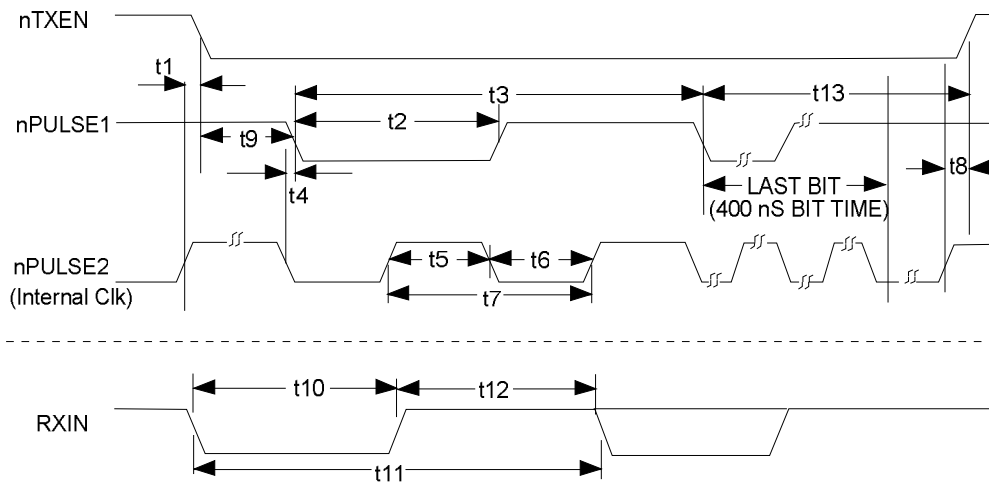 nTXEN
t1
t3
t13
nPULSE1
t2
t9
t8
t4
LAST BIT
(400 nS BIT TIME)
nPULSE2
(Internal Clk)
t5
t6
t7
t10
t12
RXIN
t11